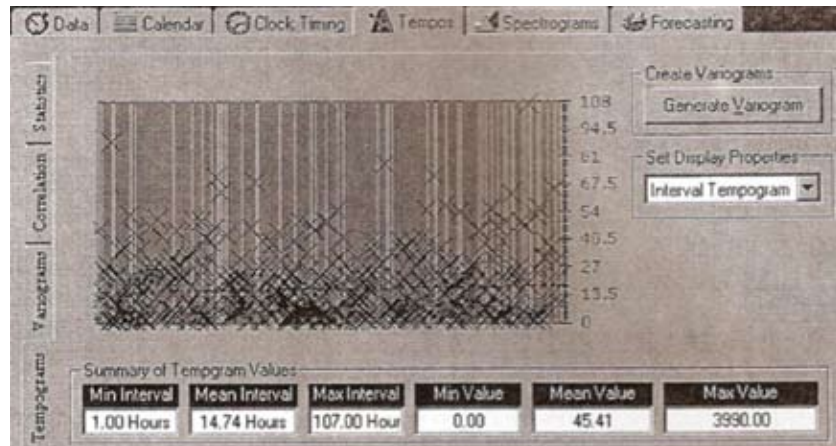 Data
Calendar
Clock Timing
Tempos
Spectrograms
Forecasting
Statistics
Correlation
Variograms
Tempograms
108
94.5
81
67.5
54
40.5
27
13.5
0
Create Variograms
Generate Variogram
Set Display Properties
Interval Tempogram
Summary of Tempgram Values
Min Interval Mean Interval Max Interval Min Value Mean Value Max Value
1.00 Hours 14.74 Hours 107.00 Hour 0.00 45.41 3990.00